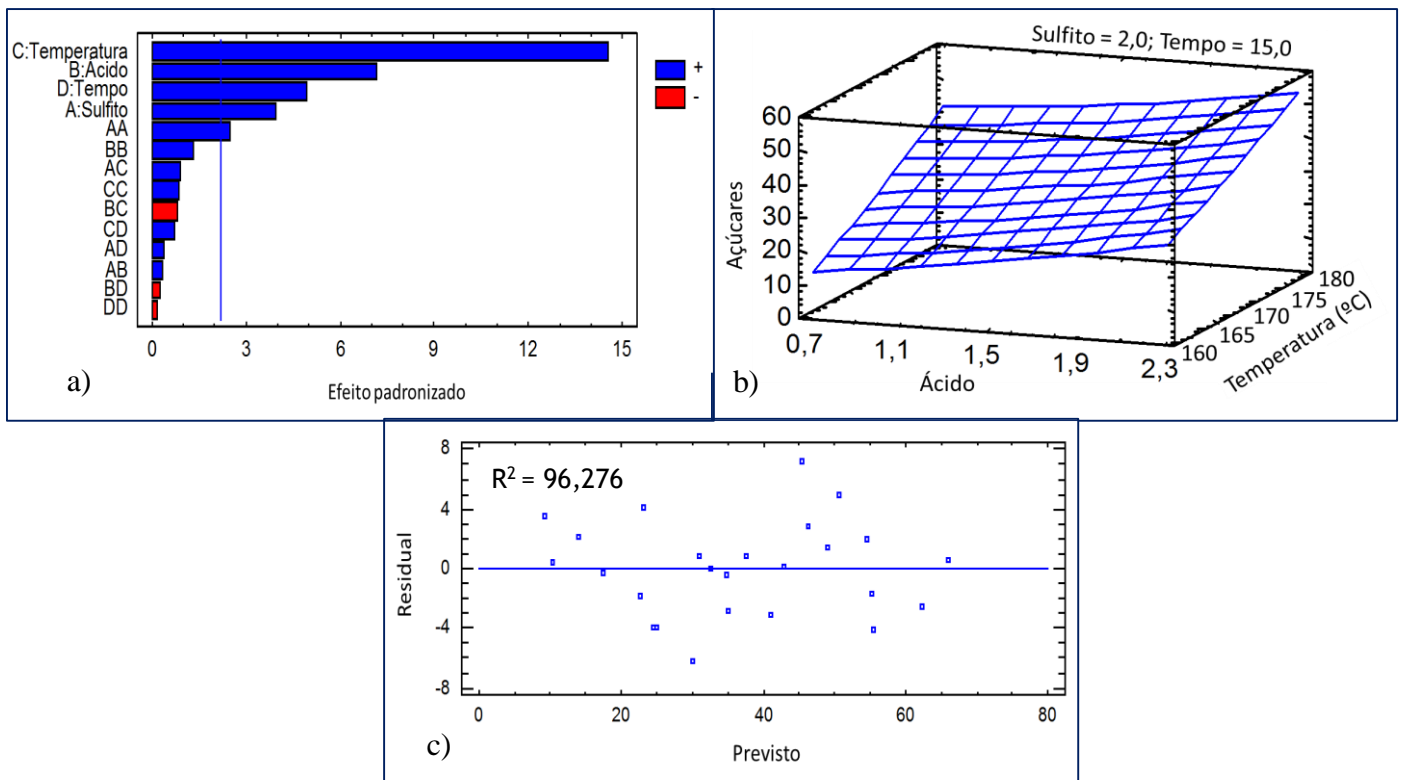 C:Temperatura
B:Acido
D:Tempo
A:Sulfito
AA
BB
AC
CC
BC
CD
AD
AB
BD
DD
0 3 6 9 12 15
Efeito padronizado
+
-
a)
Sulfito = 2,0; Tempo = 15,0
60
50
40
30
20
10
0
Açúcares
0,7 1,1 1,5 1,9 2,3
Ácido
160 165 170 175 180
Temperatura (ºC)
b)
R² = 96,276
8
4
0
-4
-8
Residual
0 20 40 60 80
Previsto
c)